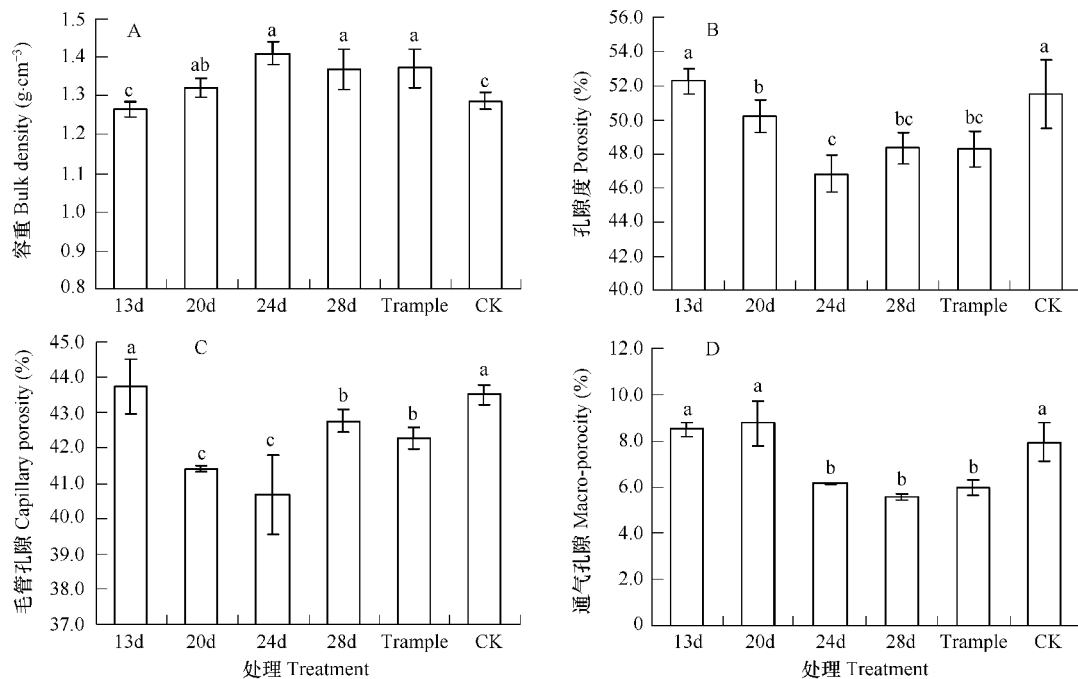 A
容重 Bulk density (g·cm⁻³)
1.5
1.4
1.3
1.2
1.1
1.0
0.9
0.8
c
ab
a
a
a
c
13d 20d 24d 28d Trample CK
B
孔隙度 Porosity (%)
56.0
54.0
52.0
50.0
48.0
46.0
44.0
42.0
40.0
a
b
c
bc
bc
a
13d 20d 24d 28d Trample CK
C
毛管孔隙 Capillary porosity (%)
45.0
44.0
43.0
42.0
41.0
40.0
39.0
38.0
37.0
a
c
c
b
b
a
13d 20d 24d 28d Trample CK
处理 Treatment
D
通气孔隙 Macro-porocity (%)
12.0
10.0
8.0
6.0
4.0
2.0
0
a
a
b
b
b
a
13d 20d 24d 28d Trample CK
处理 Treatment